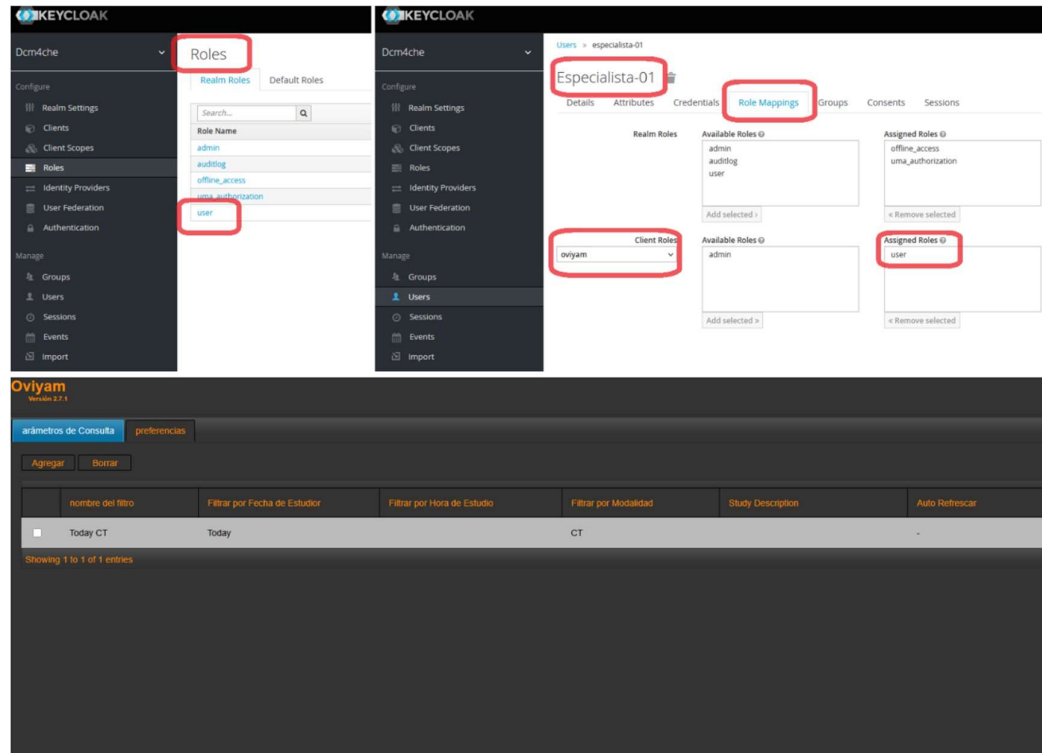 KEYCLOAK
Dcm4che
Configure
Realm Settings
Clients
Client Scopes
Roles
Identity Providers
User Federation
Authentication
Manage
Groups
Users
Sessions
Events
Import
Roles
Realm Roles Default Roles
Search...
Role Name
admin
auditlog
offline_access
uma_authorization
user
KEYCLOAK
Dcm4che
Configure
Realm Settings
Clients
Client Scopes
Roles
Identity Providers
User Federation
Authentication
Manage
Groups
Users
Sessions
Events
Import
Users > especialista-01
Especialista-01
Details Attributes Credentials Role Mappings Groups Consents Sessions
Realm Roles
Available Roles
admin
auditlog
user
Add selected >
Assigned Roles
offline_access
uma_authorization
« Remove selected
Client Roles
oviyam
Available Roles
admin
Add selected »
Assigned Roles
user
« Remove selected
Oviyam
Versión 2.7.1
arámetros de Consulta preferencias
Agregar Borrar
nombre del filtro Filtrar por Fecha de Estudior Filtrar por Hora de Estudio Filtrar por Modalidad Study Description Auto Refrescar
Today CT Today CT -
Showing 1 to 1 of 1 entries